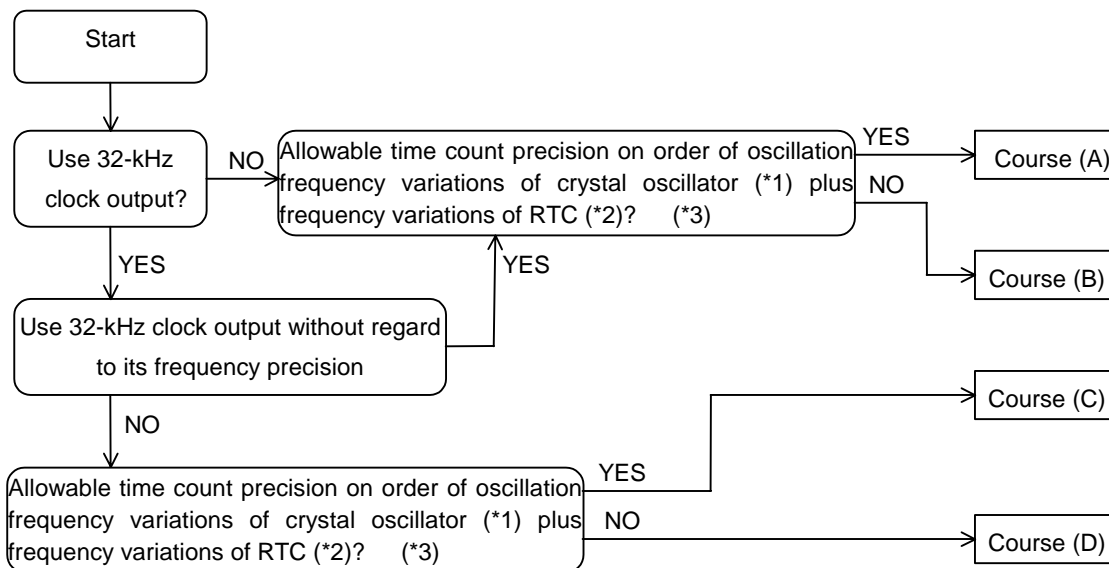 Start
Use 32-kHz
clock output?
NO
YES
Allowable time count precision on order of oscillation
frequency variations of crystal oscillator (*1) plus
frequency variations of RTC (*2)? (*3)
YES
Course (A)
NO
Course (B)
YES
Use 32-kHz clock output without regard
to its frequency precision
NO
Course (C)
Allowable time count precision on order of oscillation
frequency variations of crystal oscillator (*1) plus
frequency variations of RTC (*2)? (*3)
YES
NO
Course (D)